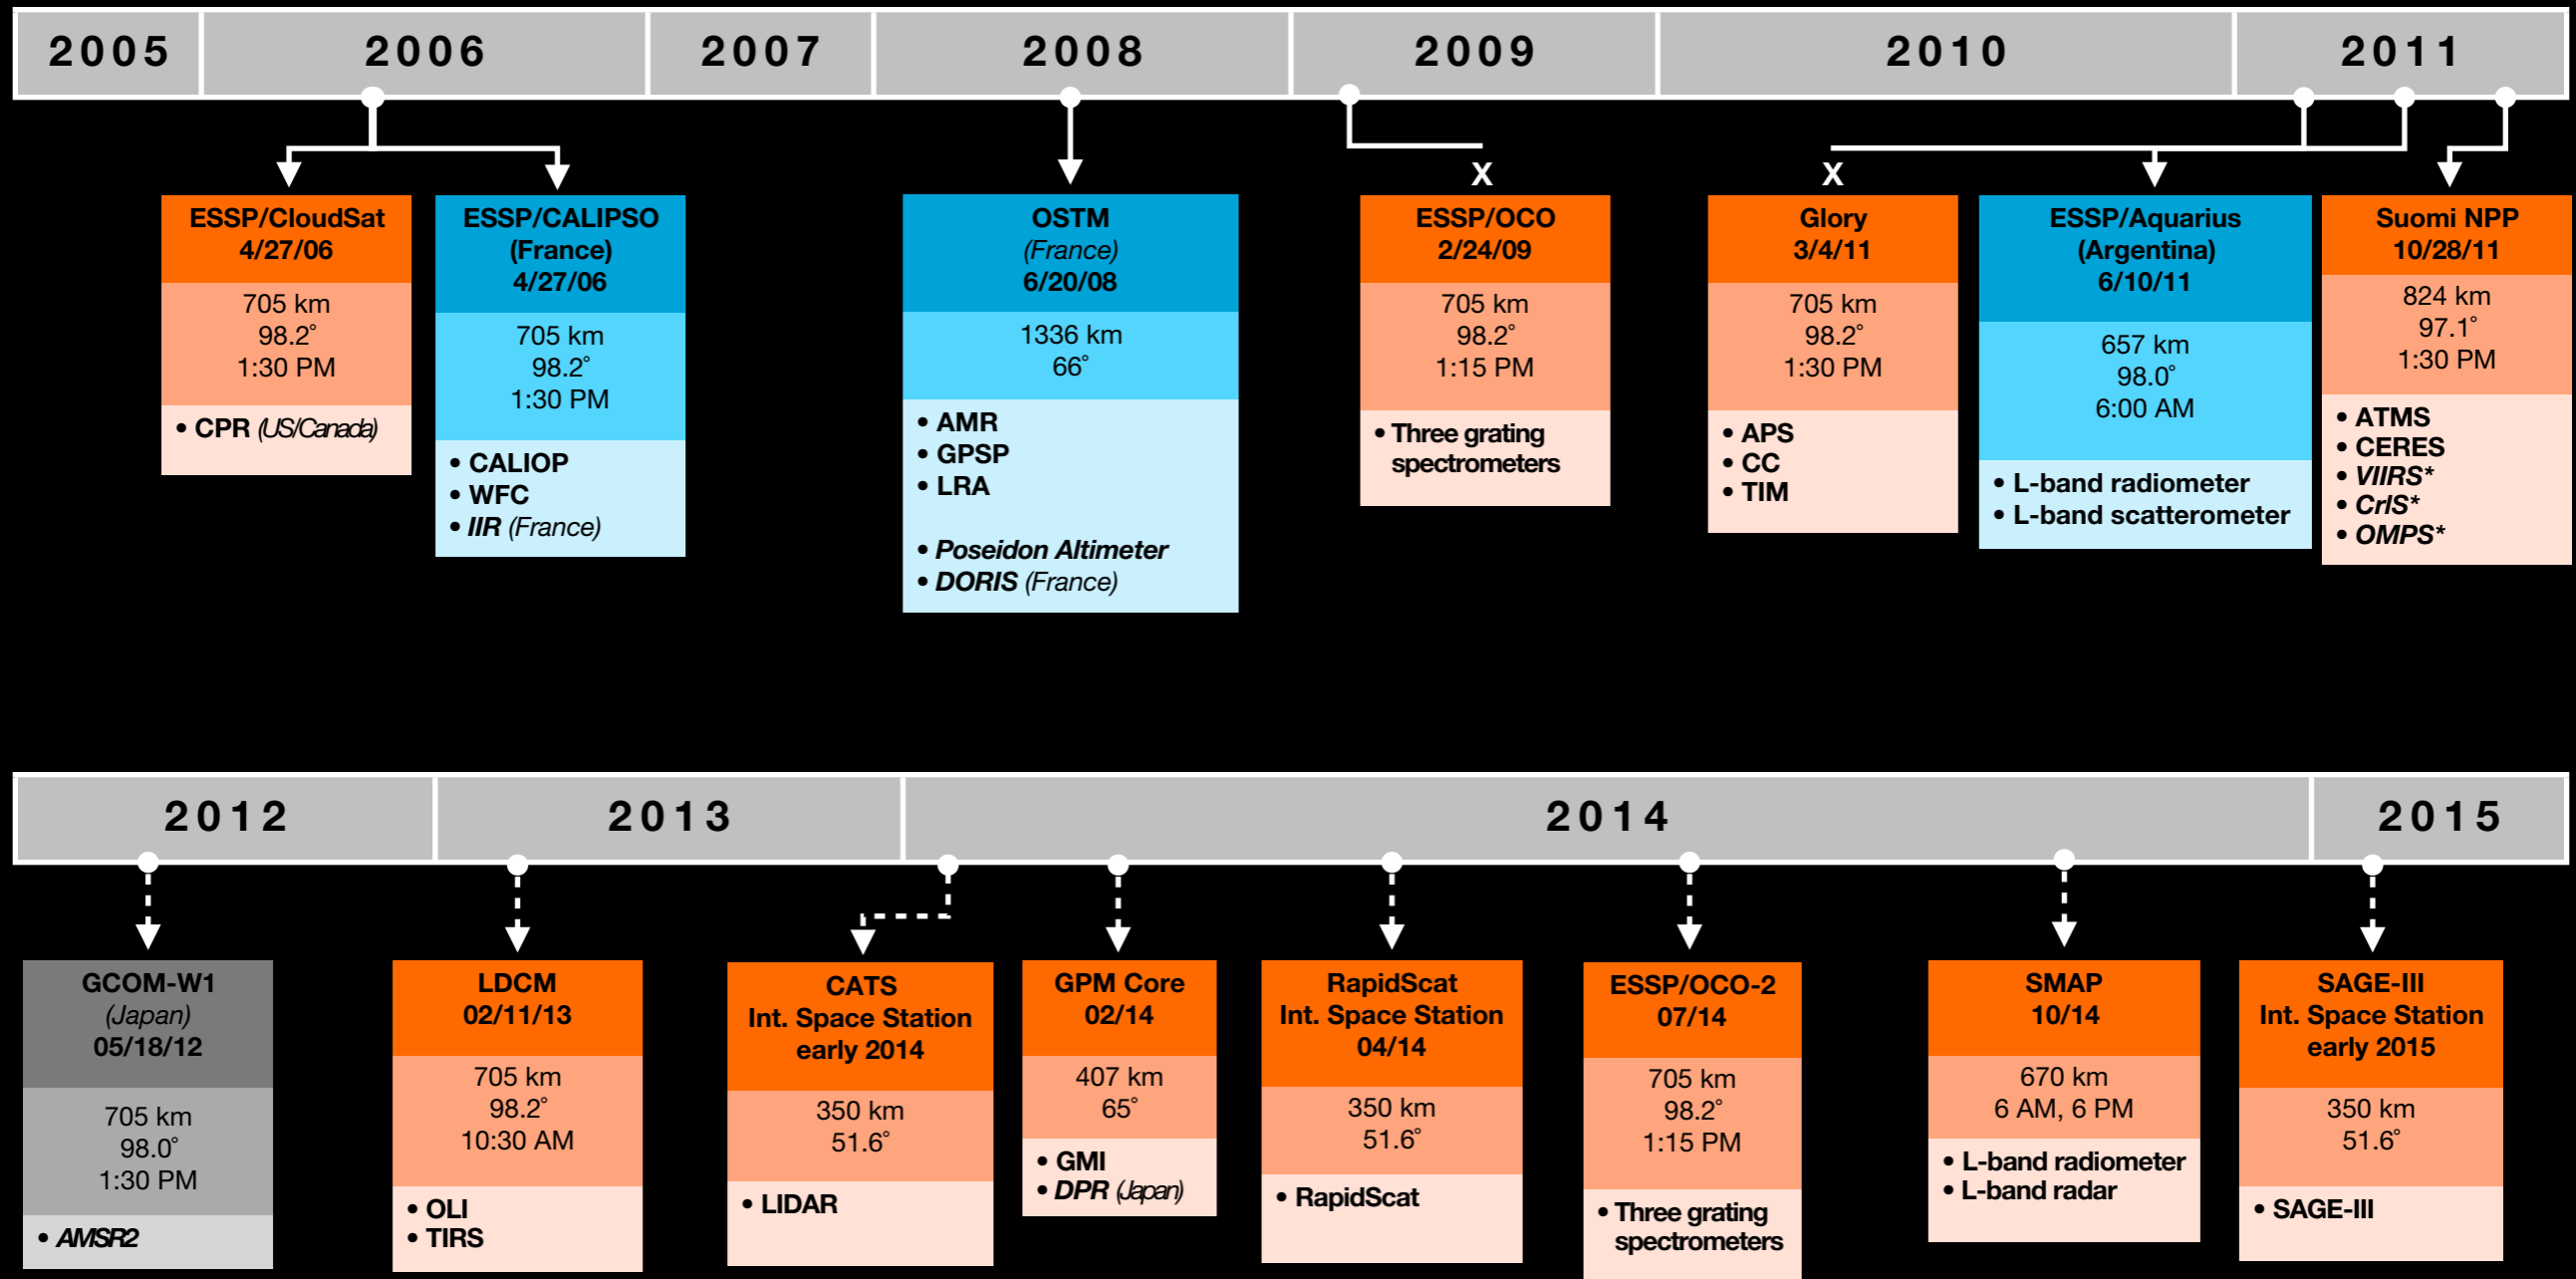 2005
2006
2007
2008
2009
2010
2011
X
X
ESSP/CloudSat
4/27/06
705 km
98.2°
1:30 PM
• CPR (US/Canada)
ESSP/CALIPSO
(France)
4/27/06
705 km
98.2°
1:30 PM
• CALIOP
• WFC
• IIR (France)
OSTM
(France)
6/20/08
1336 km
66°
• AMR
• GPSP
• LRA
• Poseidon Altimeter
• DORIS (France)
ESSP/OCO
2/24/09
705 km
98.2°
1:15 PM
• Three grating
spectrometers
Glory
3/4/11
705 km
98.2°
1:30 PM
• APS
• CC
• TIM
ESSP/Aquarius
(Argentina)
6/10/11
657 km
98.0°
6:00 AM
• L-band radiometer
• L-band scatterometer
Suomi NPP
10/28/11
824 km
97.1°
1:30 PM
• ATMS
• CERES
• VIIRS*
• CrIS*
• OMPS*
2012
2013
2014
2015
GCOM-W1
(Japan)
05/18/12
705 km
98.0°
1:30 PM
• AMSR2
LDCM
02/11/13
705 km
98.2°
10:30 AM
• OLI
• TIRS
CATS
Int. Space Station
early 2014
350 km
51.6°
• LIDAR
GPM Core
02/14
407 km
65°
• GMI
• DPR (Japan)
RapidScat
Int. Space Station
04/14
350 km
51.6°
• RapidScat
ESSP/OCO-2
07/14
705 km
98.2°
1:15 PM
• Three grating
spectrometers
SMAP
10/14
670 km
6 AM, 6 PM
• L-band radiometer
• L-band radar
SAGE-III
Int. Space Station
early 2015
350 km
51.6°
• SAGE-III